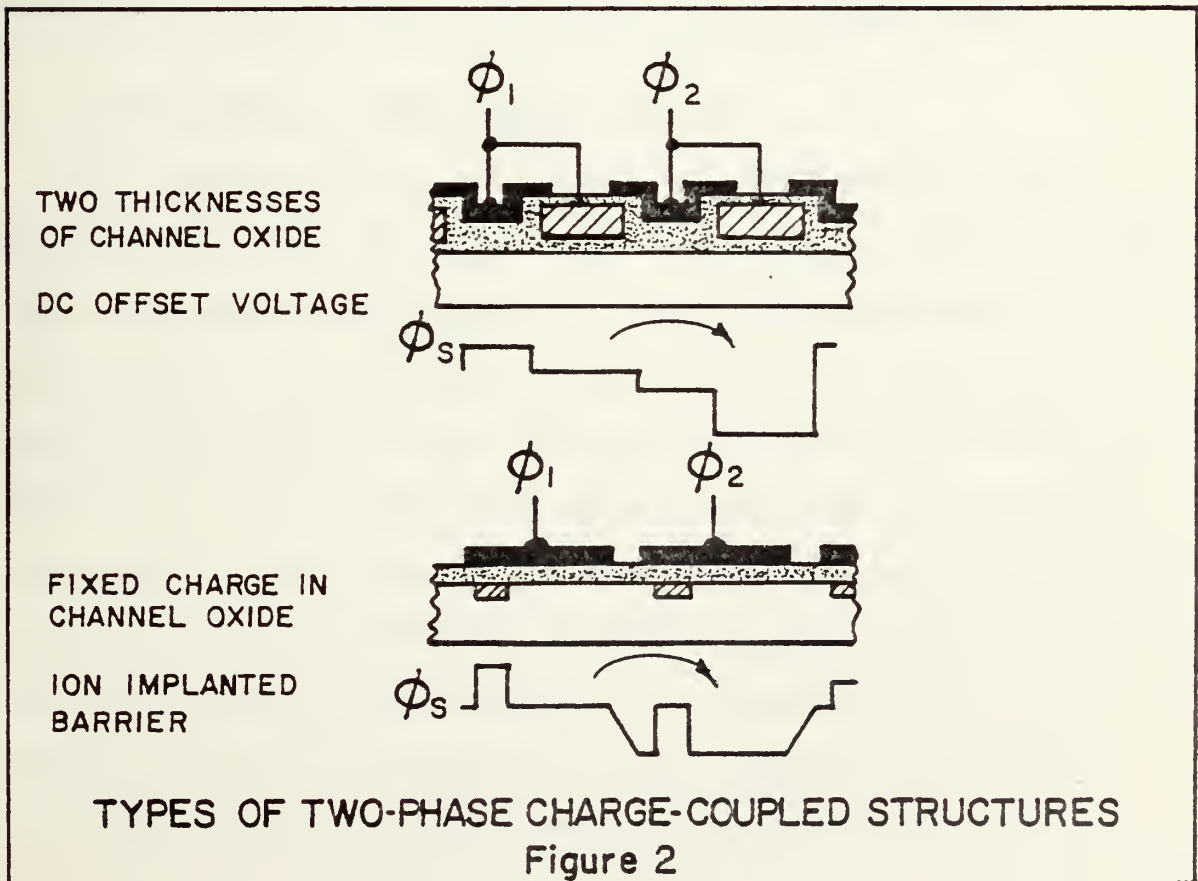 ϕ1 ϕ2
TWO THICKNESSES
OF CHANNEL OXIDE
DC OFFSET VOLTAGE
ϕS
ϕ1 ϕ2
FIXED CHARGE IN
CHANNEL OXIDE
ION IMPLANTED
BARRIER
ϕS
TYPES OF TWO-PHASE CHARGE-COUPLED STRUCTURES
Figure 2